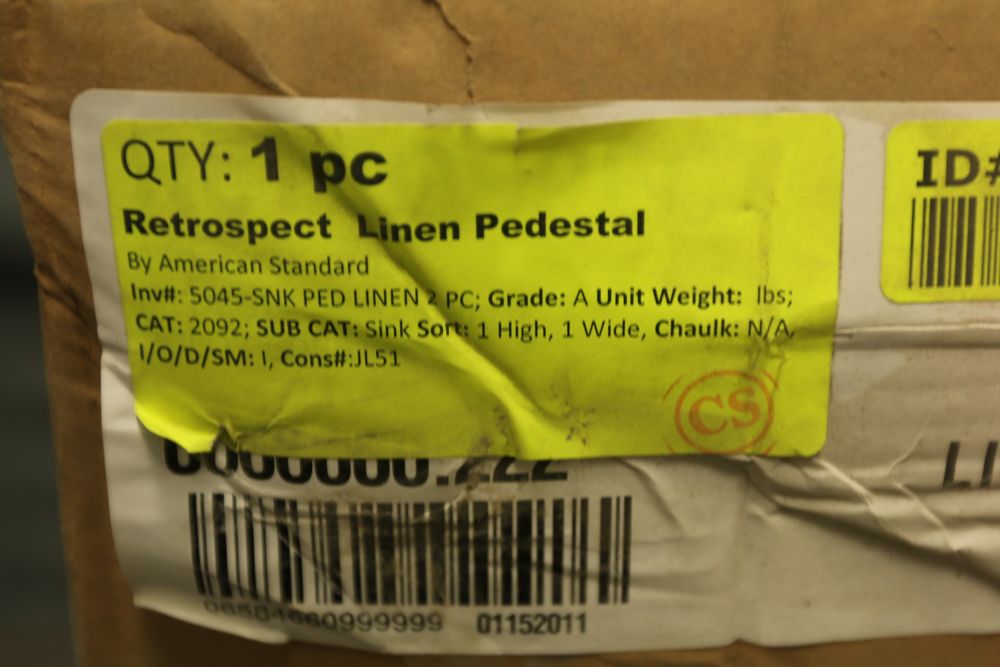 QTY: 1 pc
Retrospect Linen Pedestal
By American Standard
Inv#: 5045-SNK PED LINEN 2 PC; Grade: A Unit Weight: lbs;
CAT: 2092; SUB CAT: Sink Sort: 1 High, 1 Wide, Chaulk: N/A,
I/O/D/SM: I, Cons#:JL51
CS
ID#
01152011